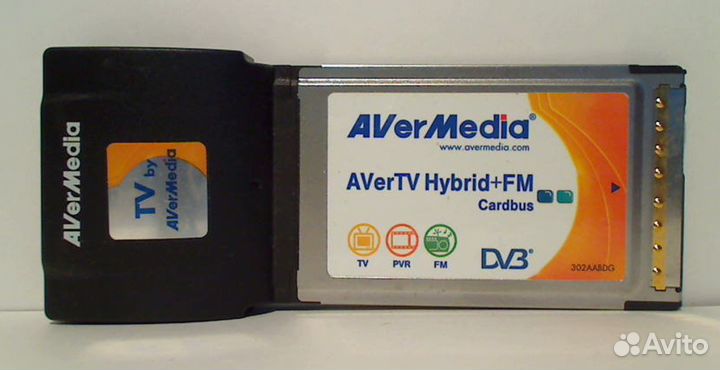 AVerMedia
TV by
AVerMedia
AVerMedia®
www.avermedia.com
AVerTV Hybrid+FM
Cardbus
TV PVR FM
DVB®
302AABDG
Avito